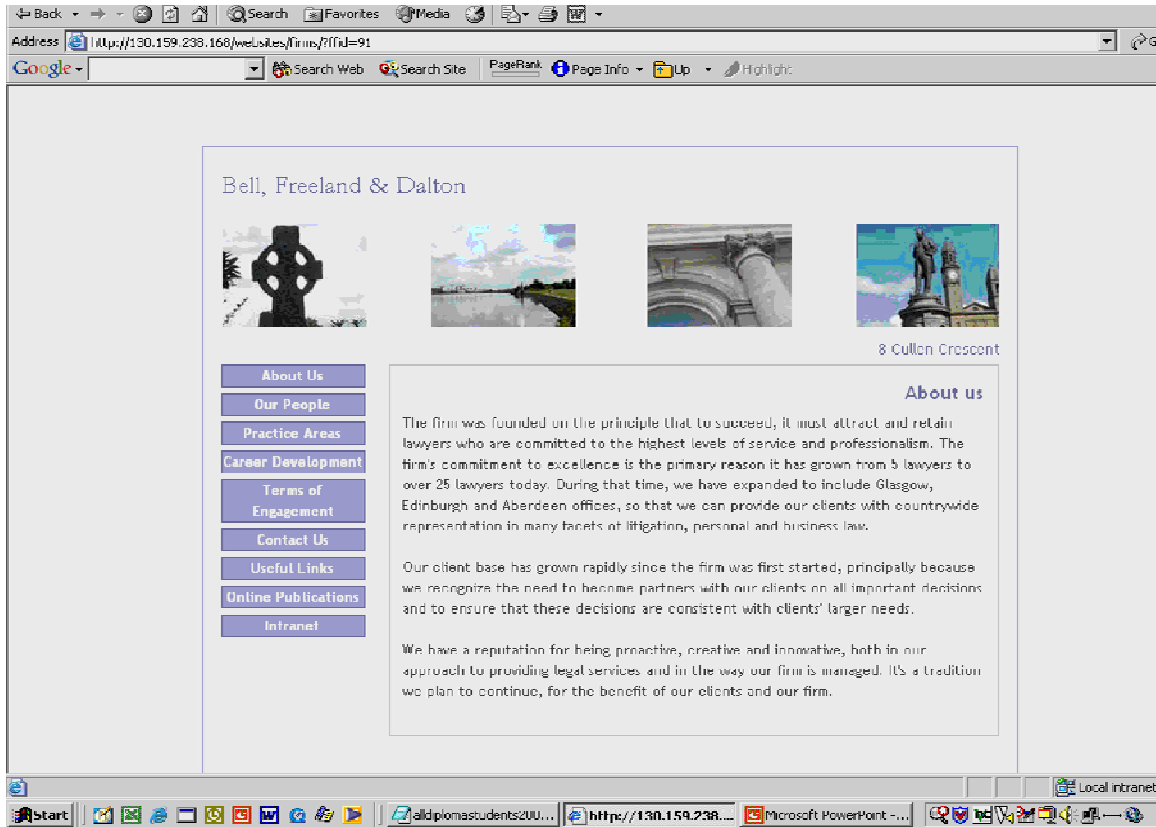 Back Search Favorites Media
Address http://130.159.238.168/websites/firms/?ffid=91
Google Search Web Search Site PageRank Page Info Up Highlight
Bell, Freeland & Dalton
8 Cullen Crescent
About Us
Our People
Practice Areas
Career Development
Terms of
Engagement
Contact Us
Useful Links
Online Publications
Intranet
About us
The firm was founded on the principle that to succeed, it must attract and retain
lawyers who are committed to the highest levels of service and professionalism. The
firm's commitment to excellence is the primary reason it has grown from 5 lawyers to
over 25 lawyers today. During that time, we have expanded to include Glasgow,
Edinburgh and Aberdeen offices, so that we can provide our clients with countrywide
representation in many facets of litigation, personal and business law.
Our client base has grown rapidly since the firm was first started, principally because
we recognize the need to become partners with our clients on all important decisions
and to ensure that these decisions are consistent with clients' larger needs.
We have a reputation for being proactive, creative and innovative, both in our
approach to providing legal services and in the way our firm is managed. It's a tradition
we plan to continue, for the benefit of our clients and our firm.
Local intranet
Start alldiplomastudents200... http://130.159.238.... Microsoft PowerPoint -...